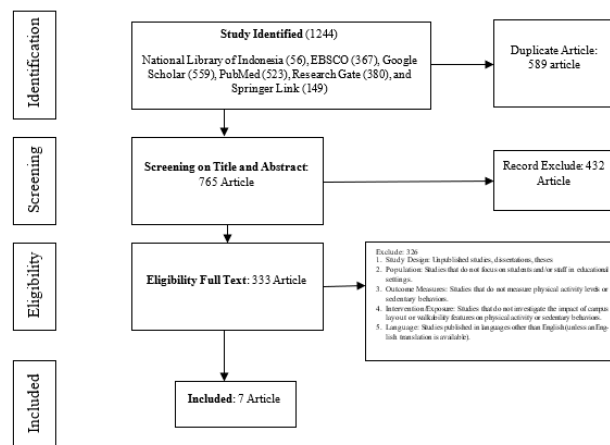 Identification
Study Identified (1244)
National Library of Indonesia (56), EBSCO (367), Google
Scholar (559), PubMed (523), Research Gate (380), and
Springer Link (149)
Duplicate Article:
589 article
Screening
Screening on Title and Abstract:
765 Article
Record Exclude: 432
Article
Eligibility
Eligibility Full Text: 333 Article
Exclude: 326
1. Study Design: Unpublished studies, dissertations, theses
2. Population: Studies that do not focus on students and/or staff in educational
settings.
3. Outcome Measures: Studies that do not measure physical activity levels or
sedentary behaviors.
4. Intervention/Exposure: Studies that do not investigate the impact of campus
layout or walkability features on physical activity or sedentary behaviors.
5. Language: Studies published in languages other than English (unless an Eng-
lish translation is available).
Included
Included: 7 Article